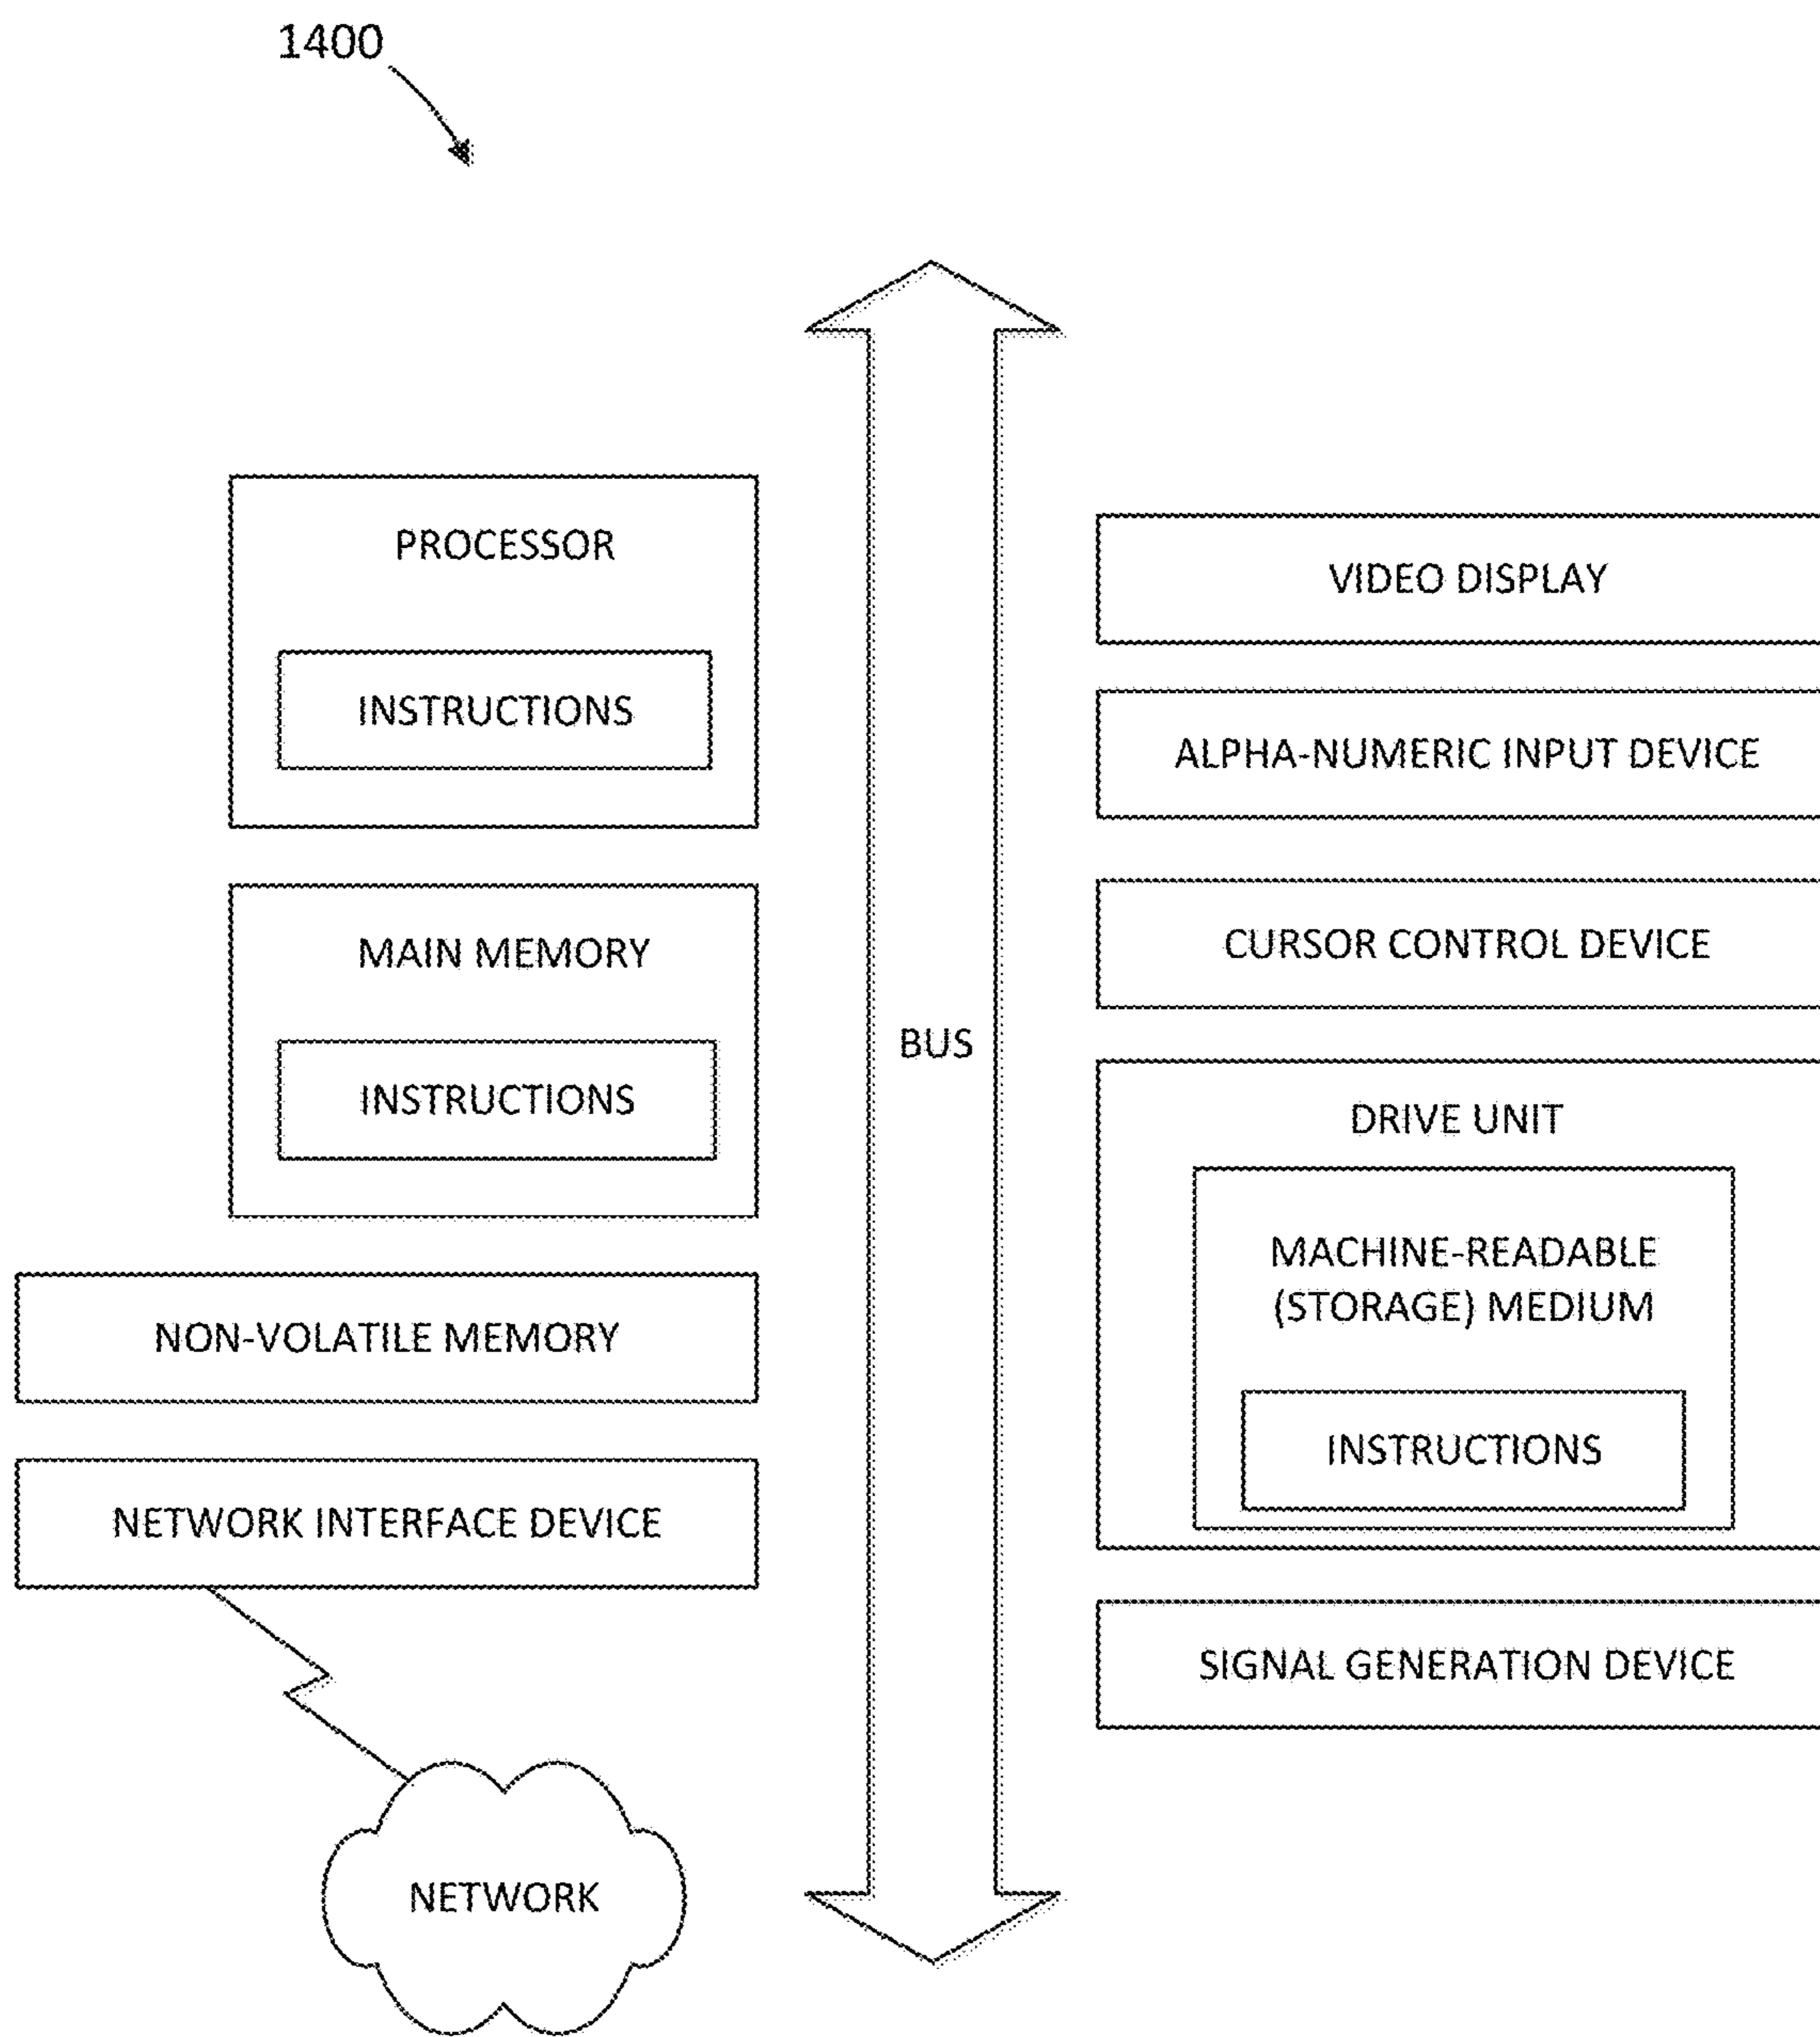 1400
PROCESSOR
INSTRUCTIONS
MAIN MEMORY
INSTRUCTIONS
NON-VOLATILE MEMORY
NETWORK INTERFACE DEVICE
NETWORK
BUS
VIDEO DISPLAY
ALPHA-NUMERIC INPUT DEVICE
CURSOR CONTROL DEVICE
DRIVE UNIT
MACHINE-READABLE
(STORAGE) MEDIUM
INSTRUCTIONS
SIGNAL GENERATION DEVICE